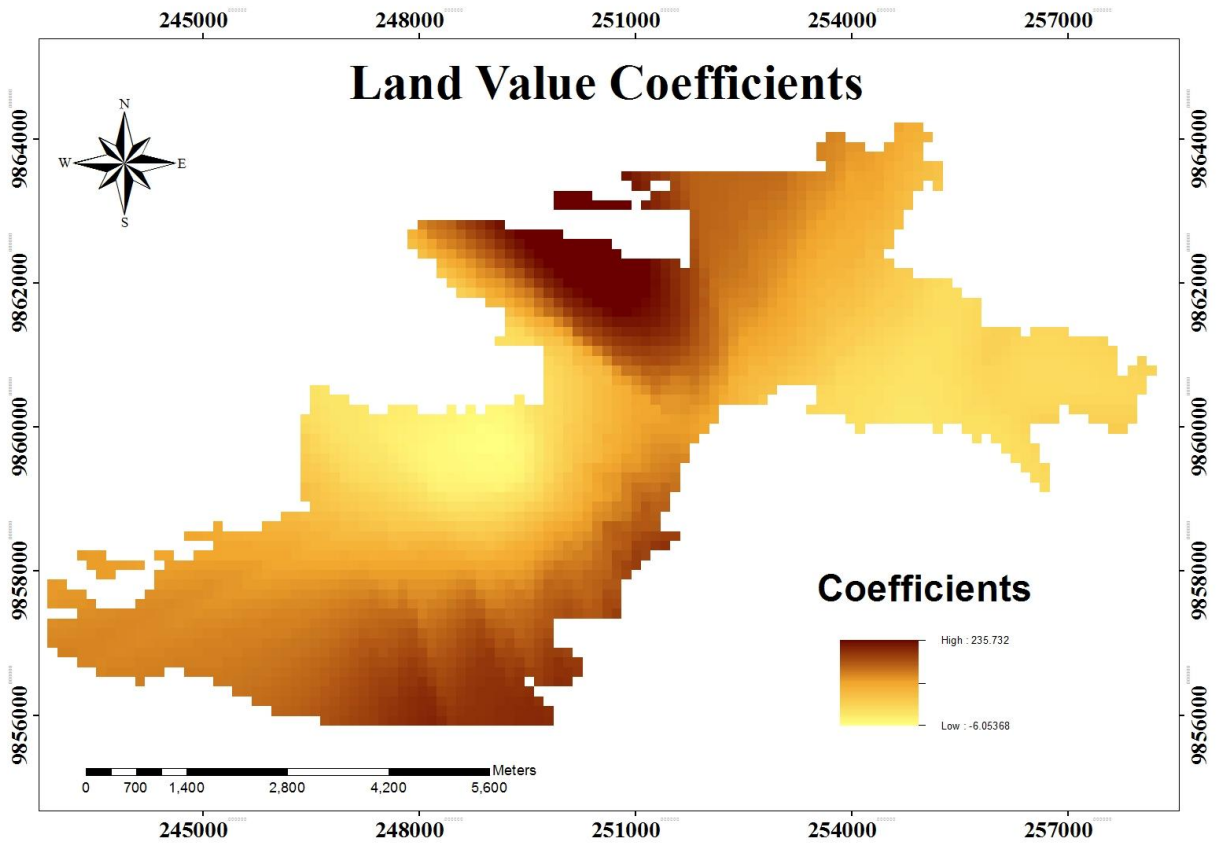 245000 248000 251000 254000 257000
Land Value Coefficients
N
W E
S
9864000 9864000
9862000 9862000
9860000 9860000
9858000 9858000
9856000 9856000
Coefficients
High : 235.732
Low : -6.05368
Meters
0 700 1,400 2,800 4,200 5,600
245000 248000 251000 254000 257000